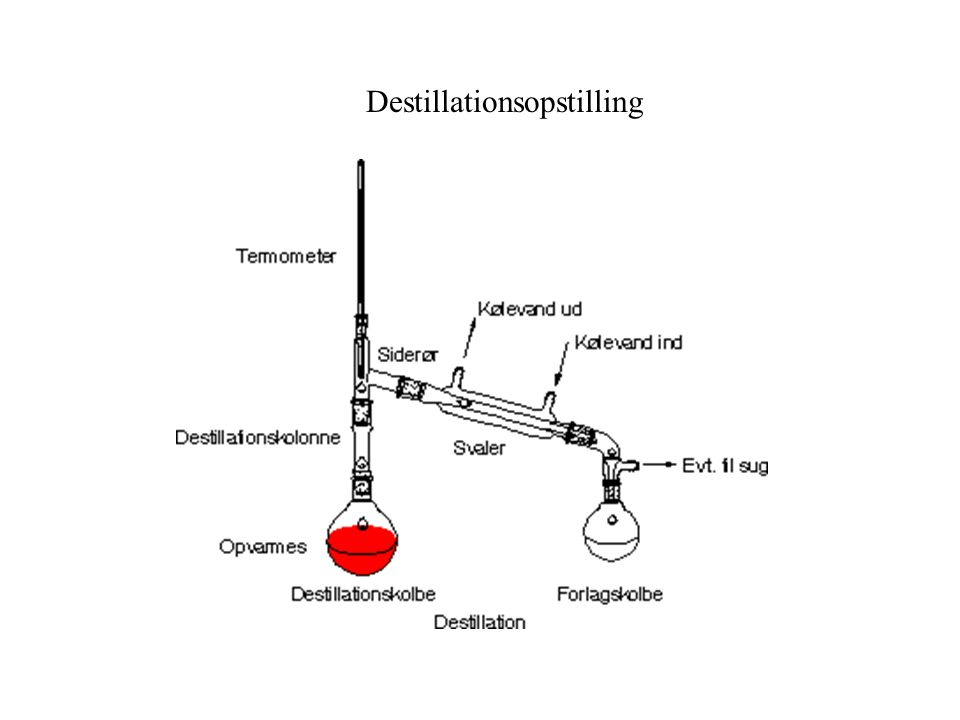 Destillationsopstilling
Termometer
Kølevand ud
Kølevand ind
Siderør
Destillationskolonne
Svaler
Evt. til sug
Opvarmes
Destillationskolbe
Forlagskolbe
Destillation